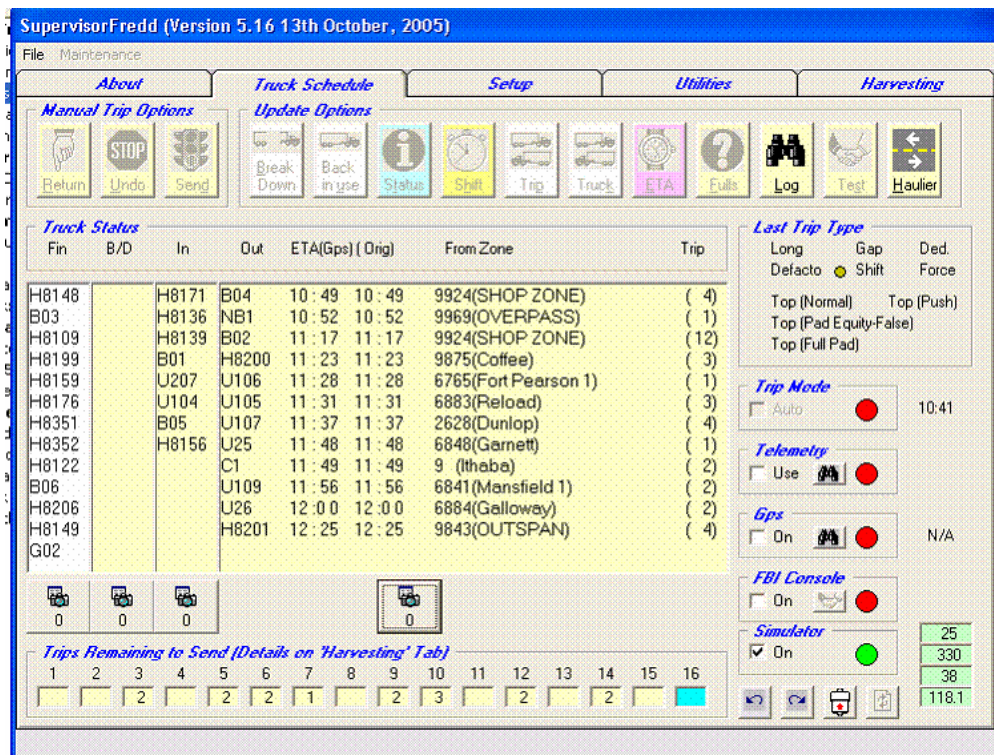 SupervisorFredd (Version 5.16 13th October, 2005)
File Maintenance
About Truck Schedule Setup Utilities Harvesting
Manual Trip Options Update Options
Return Undo Send Break Down Back in use Status Shift Trip Truck ETA Fulls Log Test Haulier
STOP
Truck Status
Fin B/D In Out ETA(Gps) ( Orig) From Zone Trip
H8148 H8171 B04 10:49 10:49 9924(SHOP ZONE) ( 4)
B03 H8136 NB1 10:52 10:52 9969(OVERPASS) ( 1)
H8109 H8139 B02 11:17 11:17 9924(SHOP ZONE) (12)
H8199 B01 H8200 11:23 11:23 9875(Coffee) ( 3)
H8159 U207 U106 11:28 11:28 6765(Fort Pearson 1) ( 1)
H8176 U104 U105 11:31 11:31 6883(Reload) ( 3)
H8351 B05 U107 11:37 11:37 2628(Dunlop) ( 4)
H8352 H8156 U25 11:48 11:48 6848(Garnett) ( 1)
H8122 C1 11:49 11:49 9 (Ithaba) ( 2)
B06 U109 11:56 11:56 6841(Mansfield 1) ( 2)
H8206 U26 12:00 12:00 6884(Galloway) ( 2)
H8149 H8201 12:25 12:25 9843(OUTSPAN) ( 4)
G02
0 0 0 0
Trips Remaining to Send (Details on 'Harvesting' Tab)
1 2 3 4 5 6 7 8 9 10 11 12 13 14 15 16
2 2 2 1 2 3 2 2
Last Trip Type
Long Gap Ded.
Defacto Shift Force
Top (Normal) Top (Push)
Top (Pad Equity-False)
Top (Full Pad)
Trip Mode
Auto 10:41
Telemetry
Use
Gps
On N/A
FBI Console
On
Simulator
On
25
330
38
118.1